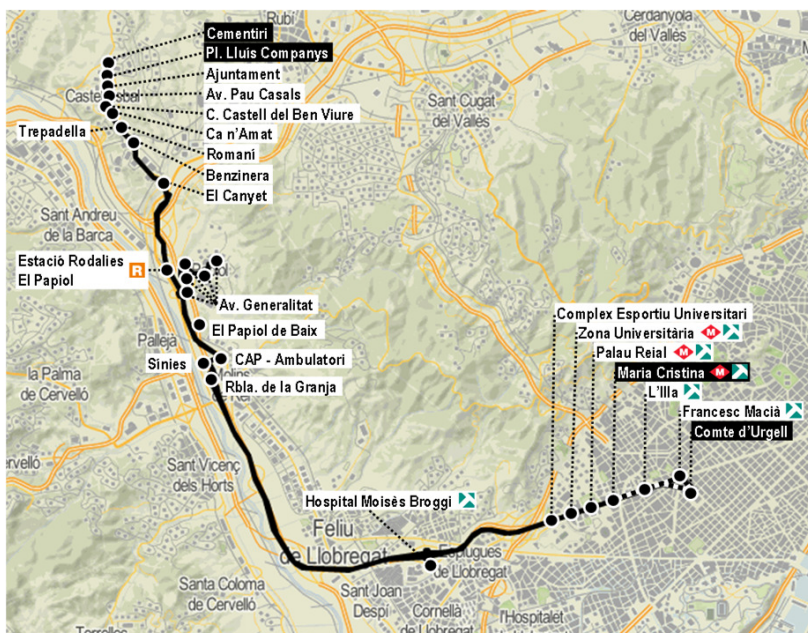 Cementiri
Pl. Lluis Companys
Ajuntament
Av. Pau Casals
C. Castell del Ben Viure
Ca n'Amat
Trepadella
Romaní
Benzinera
El Canyet
Rubí
Cerdanyola
del Vallès
Sant Cugat
del Vallès
Sant Andreu
de la Barca
Estació Rodalies
El Papiol
R
Av. Generalitat
El Papiol de Baix
Pallejà
CAP - Ambulatori
Sinies
Rbla. de la Granja
la Palma
de Cervelló
Complex Esportiu Universitari
Zona Universitària M
Palau Reial M
Maria Cristina M
L'Illa
Francesc Macià
Comte d'Urgell
Sant Vicenç
dels Horts
Hospital Moisès Broggi
Feliu
de Llobregat
Esplugues
de Llobregat
Santa Coloma
de Cervelló
Sant Joan
Despí
Cornellà
de Llobregat
l'Hospitalet